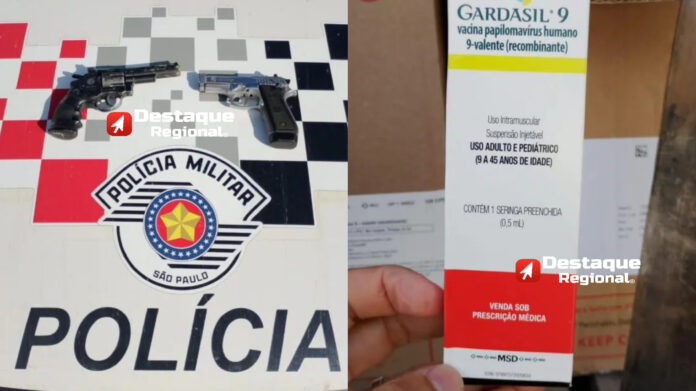 Destaque
Regional®
POLÍCIA MILITAR
SÃO PAULO
POLÍCIA
GARDASIL® 9
vacina papilomavírus humano
9-valente (recombinante)
Uso Intramuscular
Suspensão Injetável
USO ADULTO E PEDIÁTRICO
(9 A 45 ANOS DE IDADE)
CONTÉM 1 SERINGA PREENCHIDA
(0,5 mL)
Destaque
Regional®
VENDA SOB
PRESCRIÇÃO MÉDICA
MSD
KEEP C